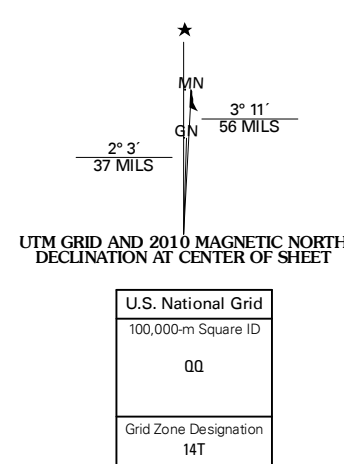 ★
MN
3° 11´
56 MILS
GN
2° 3´
37 MILS
UTM GRID AND 2010 MAGNETIC NORTH
DECLINATION AT CENTER OF SHEET
U.S. National Grid
100,000-m Square ID
QQ
Grid Zone Designation
14T